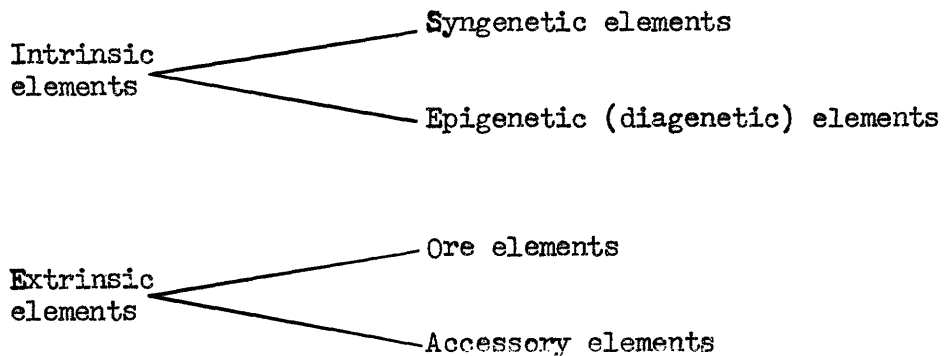 Syngenetic elements
Intrinsic
elements
Epigenetic (diagenetic) elements
Ore elements
Extrinsic
elements
Accessory elements